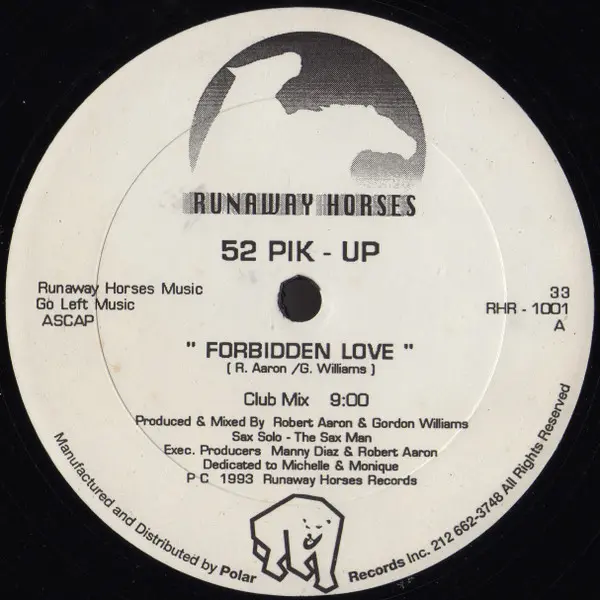 RUNAWAY HORSES
52 PIK - UP
Runaway Horses Music
Go Left Music
ASCAP
33
RHR - 1001
A
" FORBIDDEN LOVE "
( R. Aaron /G. Williams )
Club Mix 9:00
Produced & Mixed By Robert Aaron & Gordon Williams
Sax Solo - The Sax Man
Exec. Producers Manny Diaz & Robert Aaron
Dedicated to Michelle & Monique
P C 1993 Runaway Horses Records
Manufactured and Distributed by Polar Records Inc. 212 662-3748 All Rights Reserved